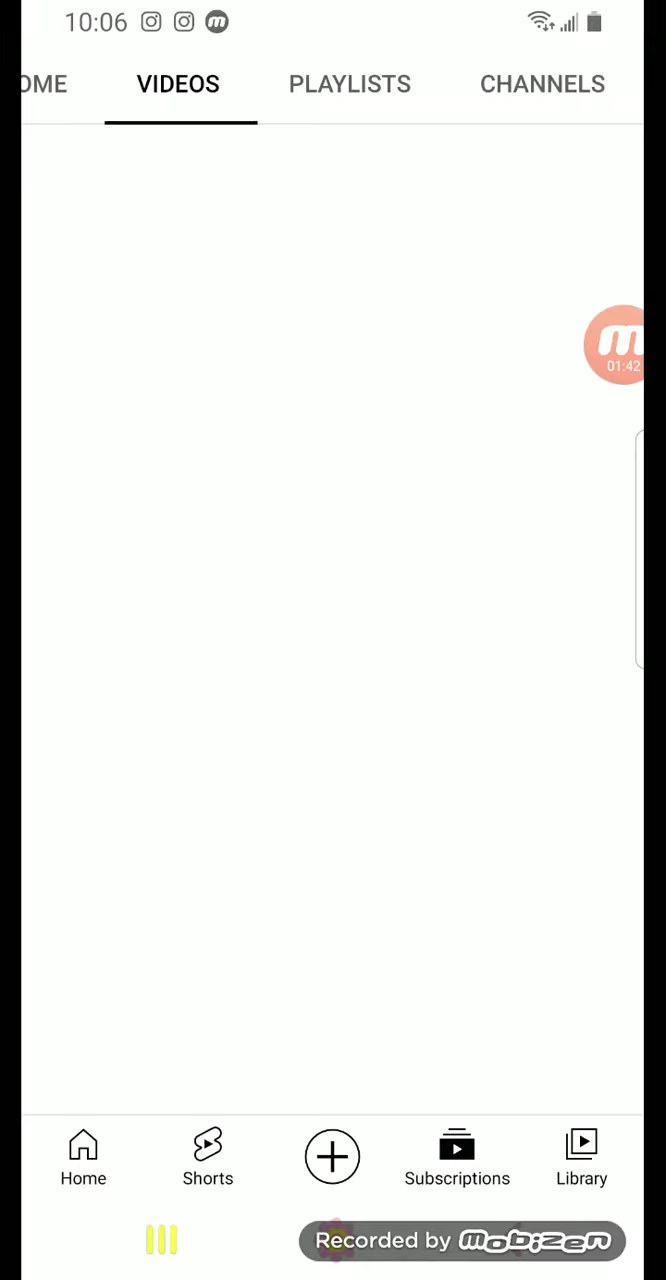 10:06
OME VIDEOS PLAYLISTS CHANNELS
m
01:42
Home Shorts Subscriptions Library
Recorded by mobizen